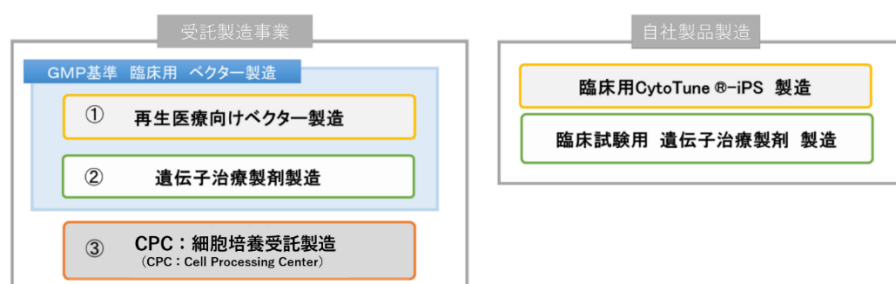 受託製造事業
GMP基準 臨床用 ベクター製造
① 再生医療向けベクター製造
② 遺伝子治療製剤製造
③ CPC：細胞培養受託製造
（CPC：Cell Processing Center）
自社製品製造
臨床用CytoTune ®-iPS 製造
臨床試験用 遺伝子治療製剤 製造